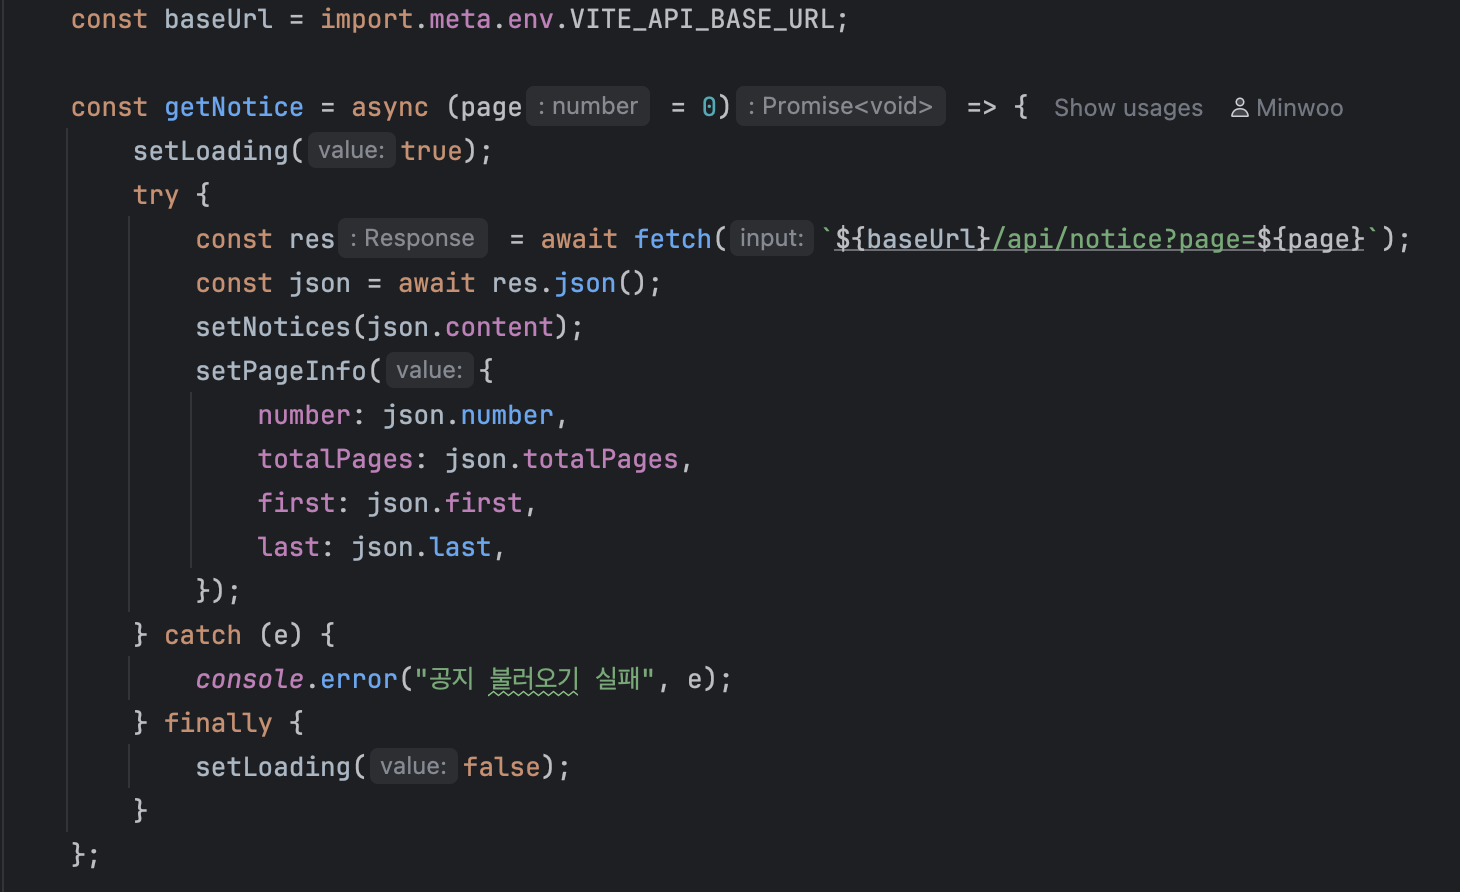 const baseUrl = import.meta.env.VITE_API_BASE_URL;
const getNotice = async (page : number = 0) : Promise<void> => { Show usages Minwoo
setLoading( value: true);
try {
const res : Response = await fetch( input: `${baseUrl}/api/notice?page=${page}`);
const json = await res.json();
setNotices(json.content);
setPageInfo( value: {
number: json.number,
totalPages: json.totalPages,
first: json.first,
last: json.last,
});
} catch (e) {
console.error("공지 불러오기 실패", e);
} finally {
setLoading( value: false);
}
};